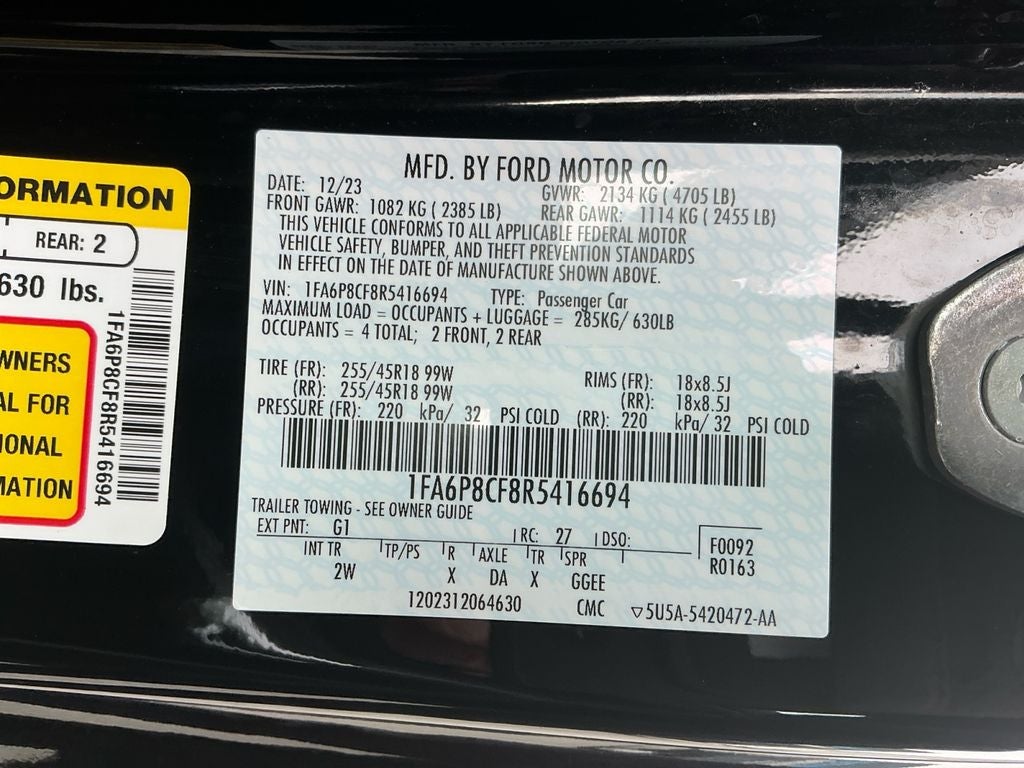 ORMATION
REAR: 2
630 lbs.
WNERS
AL FOR
IONAL
MATION
1FA6P8CF8R5416694
MFD. BY FORD MOTOR CO.
DATE: 12/23 GVWR: 2134 KG ( 4705 LB)
FRONT GAWR: 1082 KG ( 2385 LB) REAR GAWR: 1114 KG ( 2455 LB)
THIS VEHICLE CONFORMS TO ALL APPLICABLE FEDERAL MOTOR
VEHICLE SAFETY, BUMPER, AND THEFT PREVENTION STANDARDS
IN EFFECT ON THE DATE OF MANUFACTURE SHOWN ABOVE.
VIN: 1FA6P8CF8R5416694 TYPE: Passenger Car
MAXIMUM LOAD = OCCUPANTS + LUGGAGE = 285KG/ 630LB
OCCUPANTS = 4 TOTAL; 2 FRONT, 2 REAR
TIRE (FR): 255/45R18 99W RIMS (FR): 18x8.5J
(RR): 255/45R18 99W (RR): 18x8.5J
PRESSURE (FR): 220 kPa/ 32 PSI COLD (RR): 220 kPa/ 32 PSI COLD
1FA6P8CF8R5416694
TRAILER TOWING - SEE OWNER GUIDE
EXT PNT: G1 RC: 27 DSO: F0092
INT TR TP/PS R AXLE TR SPR R0163
2W X DA X GGEE
1202312064630 CMC ▽5U5A-5420472-AA